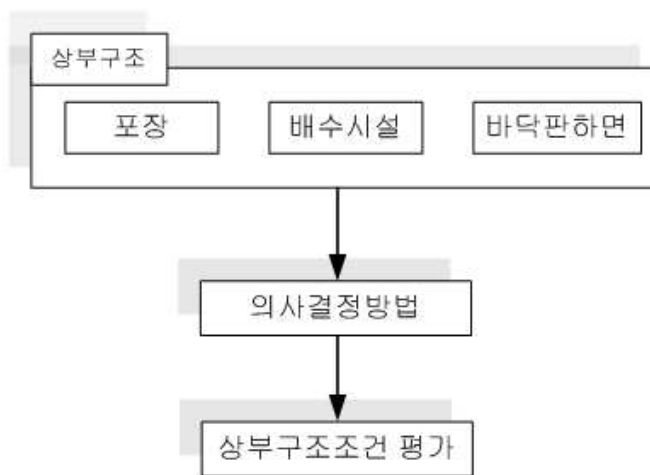 상부구조
포장
배수시설
바닥판하면
의사결정방법
상부구조조건 평가